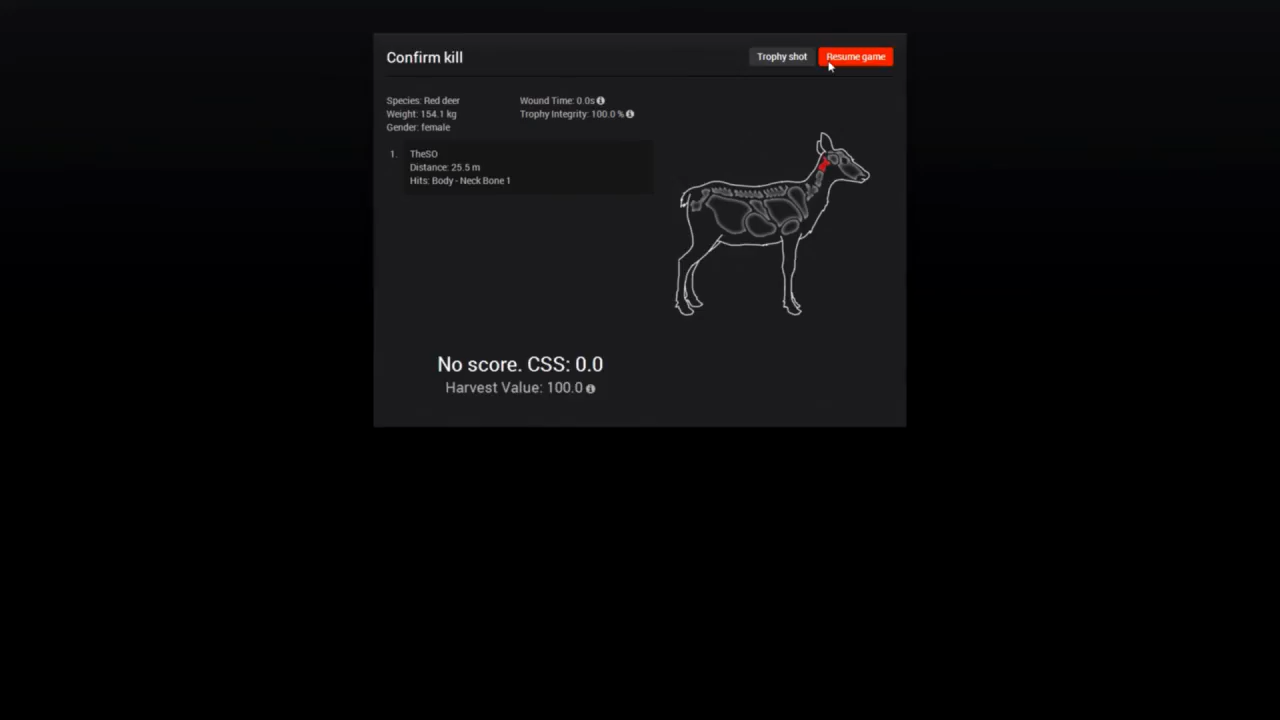 Confirm kill
Trophy shot
Resume game
Species: Red deer
Weight: 154.1 kg
Gender: female
Wound Time: 0.0s
Trophy Integrity: 100.0 %
1.
TheSO
Distance: 25.5 m
Hits: Body - Neck Bone 1
No score. CSS: 0.0
Harvest Value: 100.0